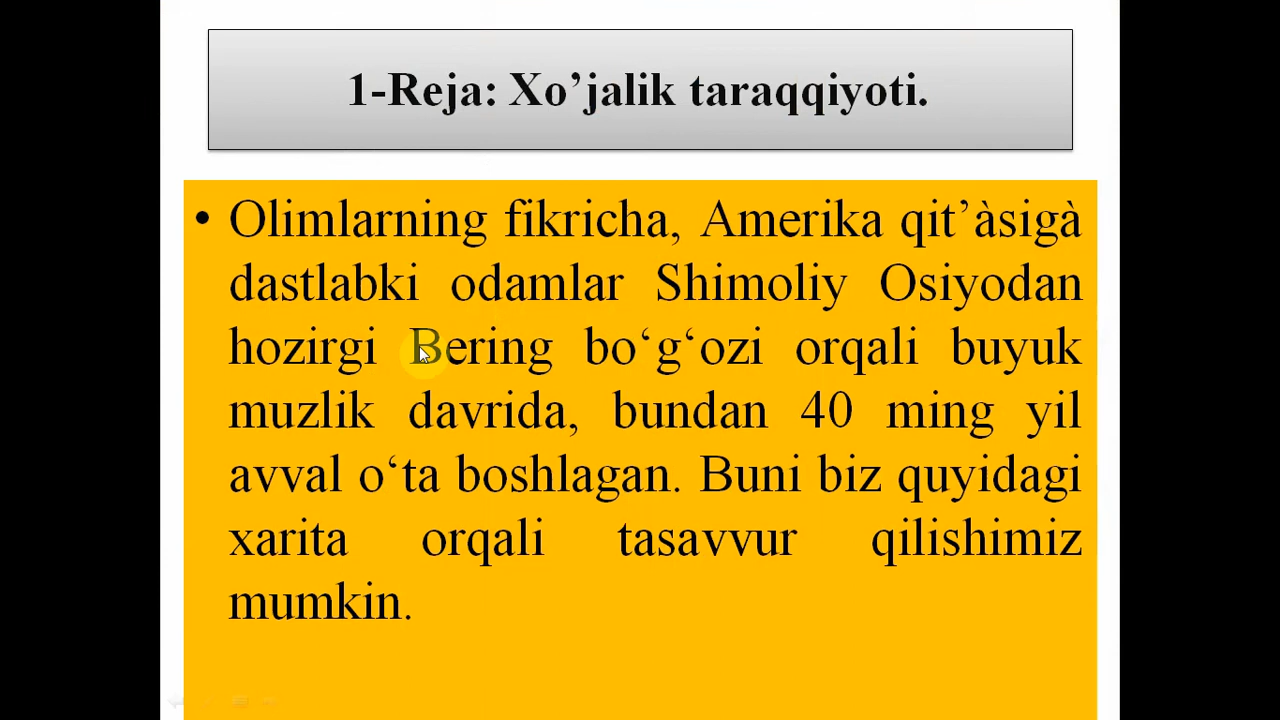 1-Reja: Xo’jalik taraqqiyoti.
• Olimlarning fikricha, Amerika qit’àsigà
dastlabki odamlar Shimoliy Osiyodan
hozirgi Bering bo‘g‘ozi orqali buyuk
muzlik davrida, bundan 40 ming yil
avval o‘ta boshlagan. Buni biz quyidagi
xarita orqali tasavvur qilishimiz
mumkin.